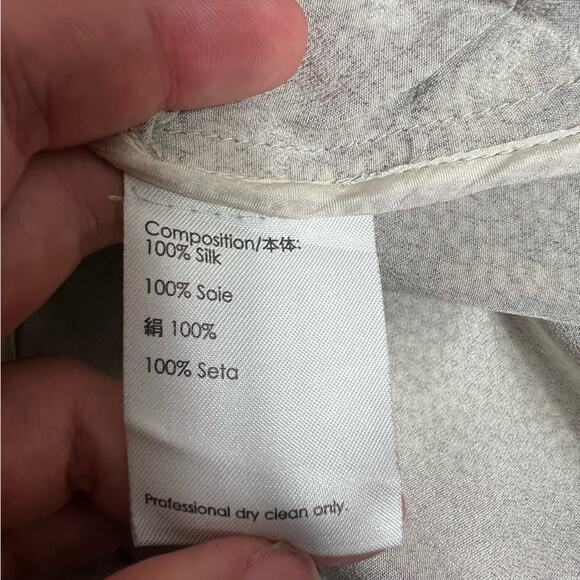 Composition/本体:
100% Silk
100% Soie
絹 100%
100% Seta
Professional dry clean only.